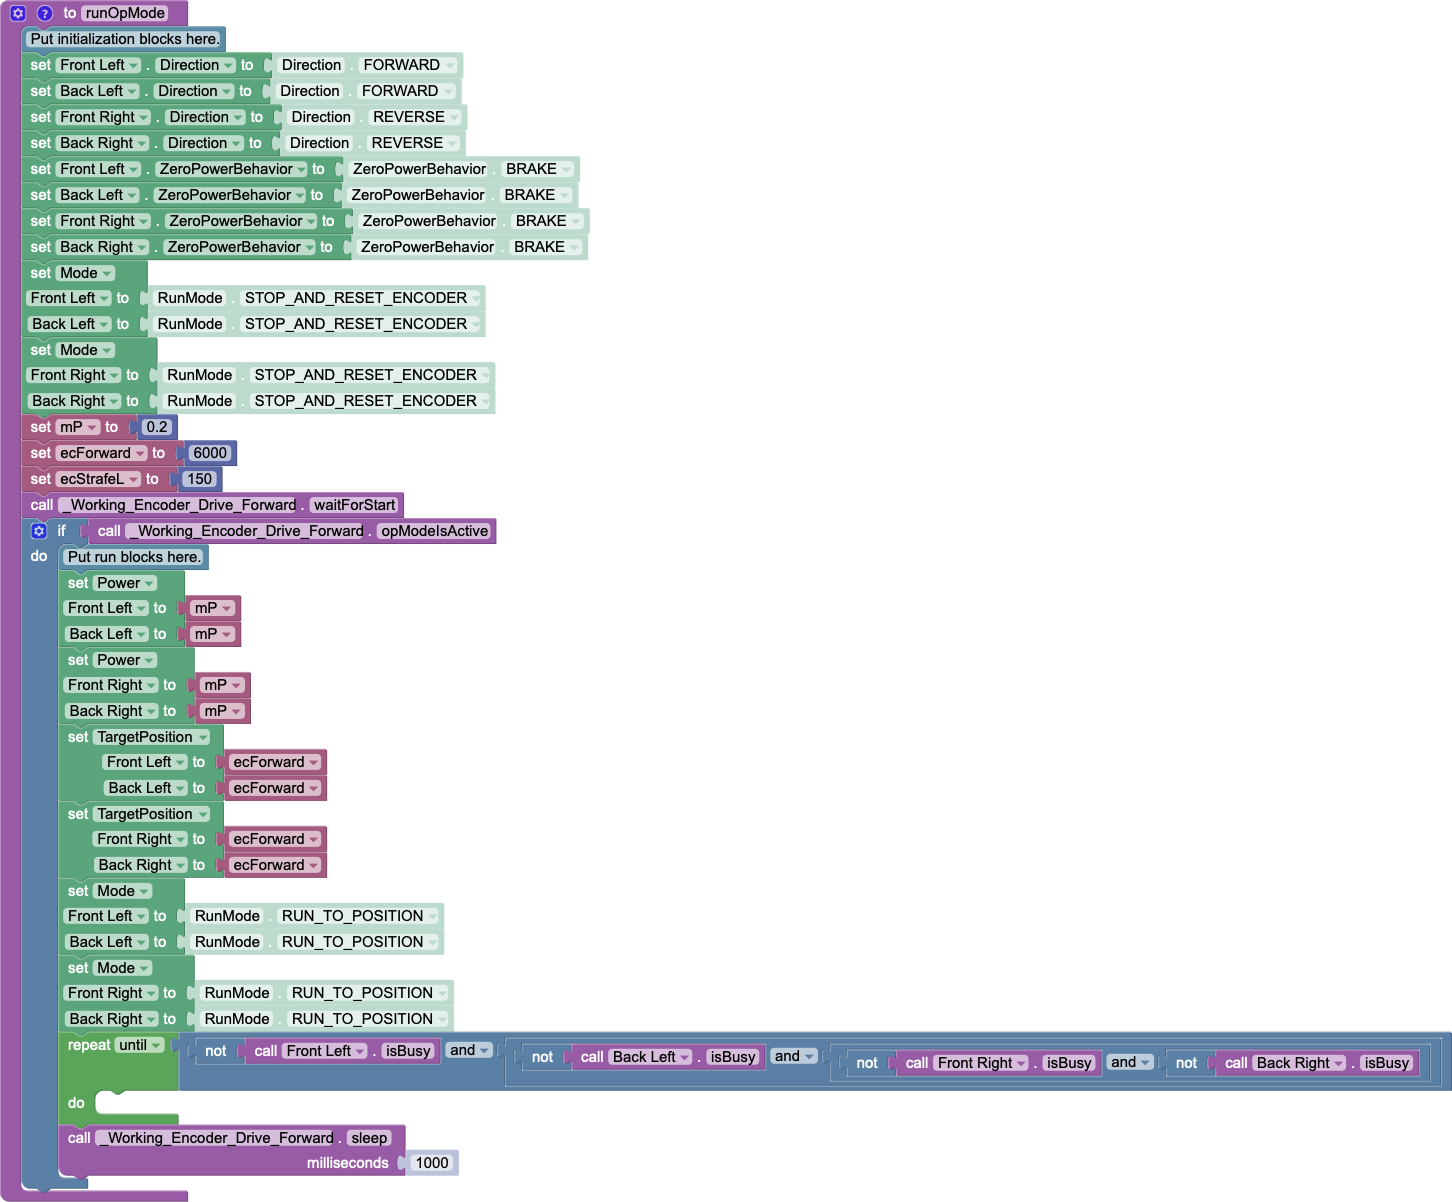 to runOpMode
Put initialization blocks here.
set Front Left . Direction to Direction . FORWARD
set Back Left . Direction to Direction . FORWARD
set Front Right . Direction to Direction . REVERSE
set Back Right . Direction to Direction . REVERSE
set Front Left . ZeroPowerBehavior to ZeroPowerBehavior . BRAKE
set Back Left . ZeroPowerBehavior to ZeroPowerBehavior . BRAKE
set Front Right . ZeroPowerBehavior to ZeroPowerBehavior . BRAKE
set Back Right . ZeroPowerBehavior to ZeroPowerBehavior . BRAKE
set Mode
Front Left to RunMode . STOP_AND_RESET_ENCODER
Back Left to RunMode . STOP_AND_RESET_ENCODER
set Mode
Front Right to RunMode . STOP_AND_RESET_ENCODER
Back Right to RunMode . STOP_AND_RESET_ENCODER
set mP to 0.2
set ecForward to 6000
set ecStrafeL to 150
call _Working_Encoder_Drive_Forward . waitForStart
if call _Working_Encoder_Drive_Forward . opModeIsActive
do Put run blocks here.
set Power
Front Left to mP
Back Left to mP
set Power
Front Right to mP
Back Right to mP
set TargetPosition
Front Left to ecForward
Back Left to ecForward
set TargetPosition
Front Right to ecForward
Back Right to ecForward
set Mode
Front Left to RunMode . RUN_TO_POSITION
Back Left to RunMode . RUN_TO_POSITION
set Mode
Front Right to RunMode . RUN_TO_POSITION
Back Right to RunMode . RUN_TO_POSITION
repeat until not call Front Left . isBusy and not call Back Left . isBusy and not call Front Right . isBusy and not call Back Right . isBusy
do
call _Working_Encoder_Drive_Forward . sleep
milliseconds 1000